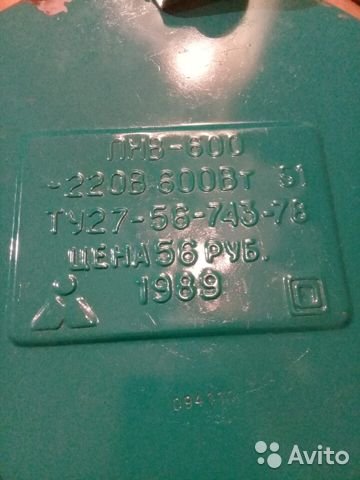 ПНВ-600
~220В 600Вт
ТУ27-56-743-78
ЦЕНА 56 РУБ.
1989
Avito